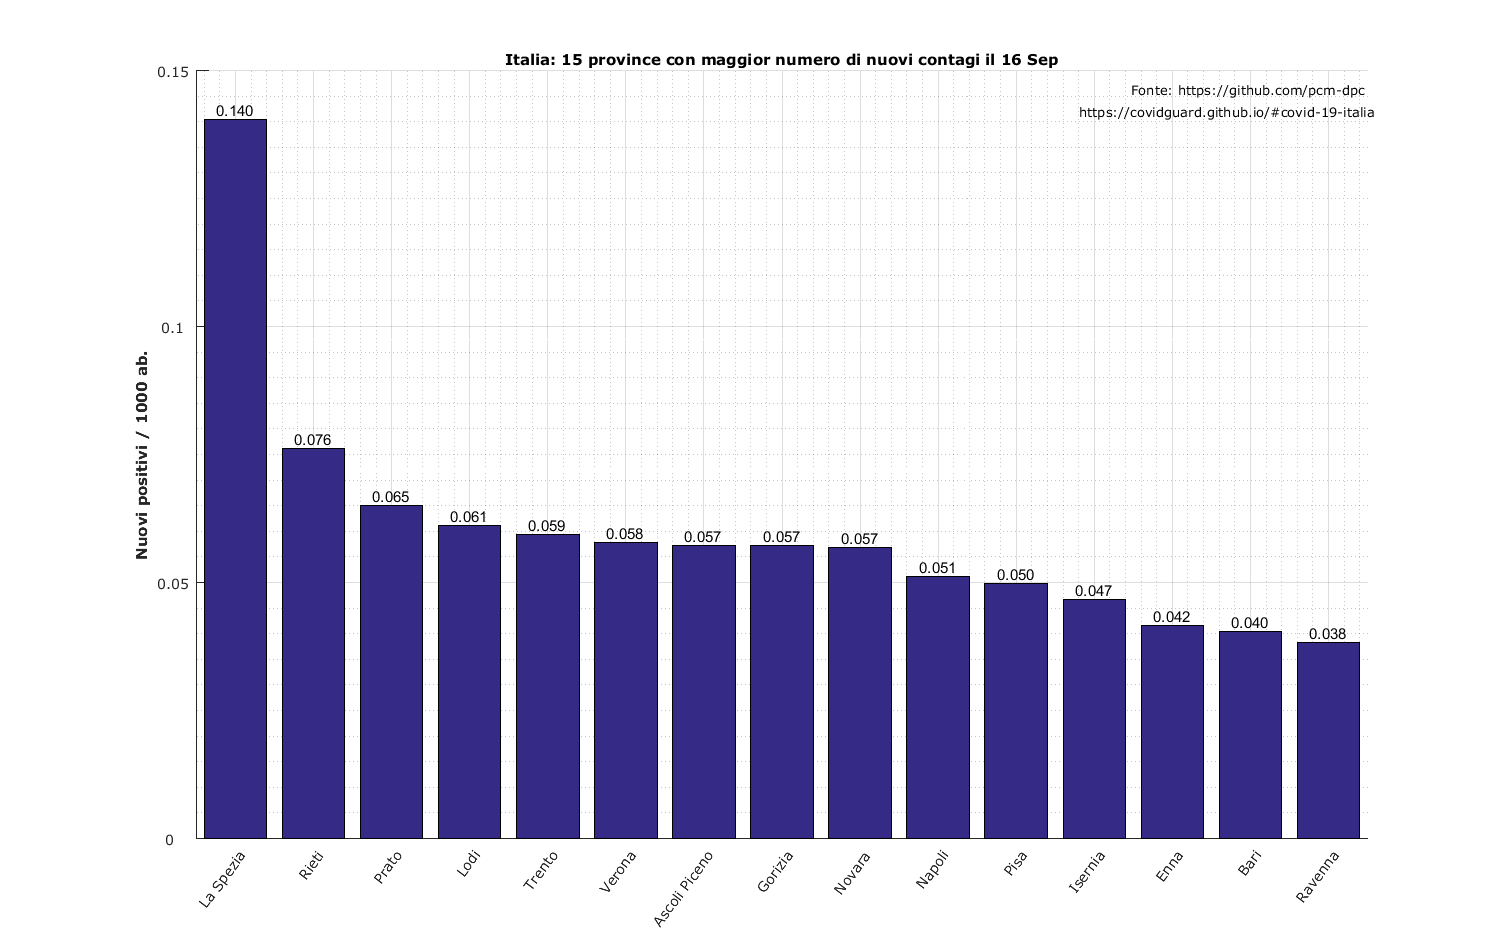 Italia: 15 province con maggior numero di nuovi contagi il 16 Sep
Fonte: https://github.com/pcm-dpc
https://covidguard.github.io/#covid-19-italia
Nuovi positivi / 1000 ab.
0.15
0.1
0.05
0
0.140
0.076
0.065
0.061
0.059
0.058
0.057
0.057
0.057
0.051
0.050
0.047
0.042
0.040
0.038
La Spezia
Rieti
Prato
Lodi
Trento
Verona
Ascoli Piceno
Gorizia
Novara
Napoli
Pisa
Isernia
Enna
Bari
Ravenna